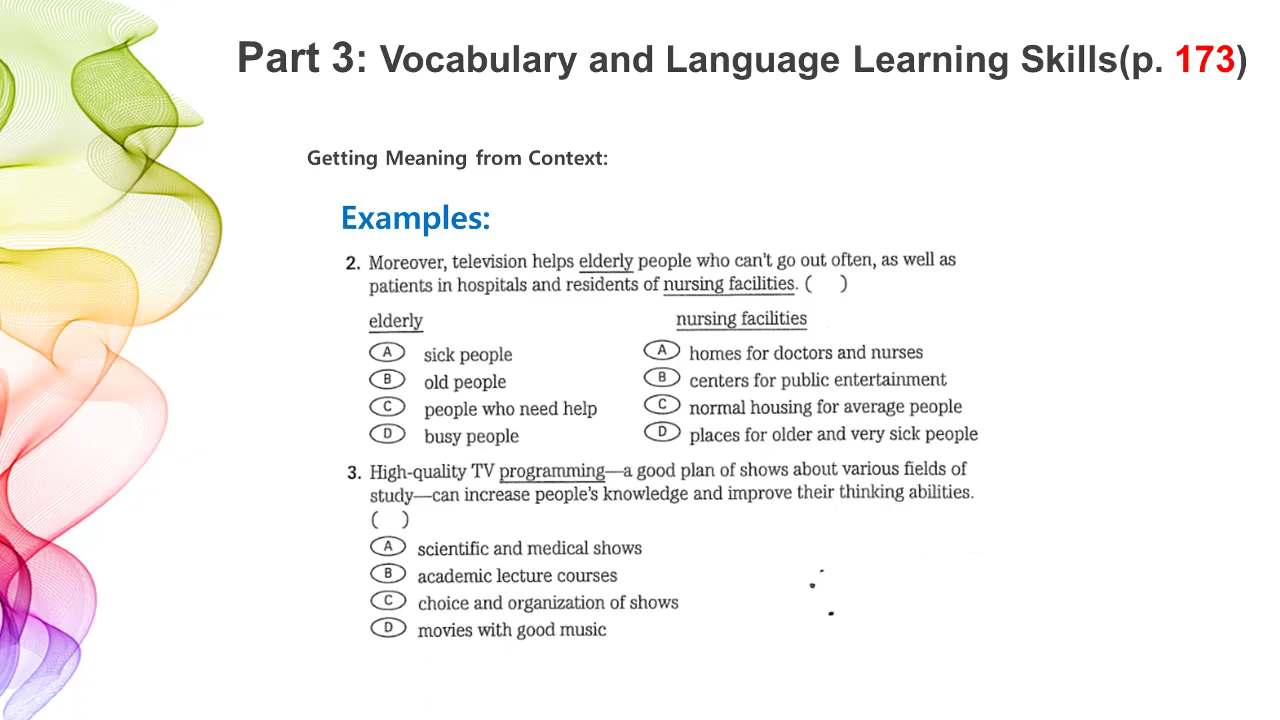 Part 3: Vocabulary and Language Learning Skills(p. 173)
Getting Meaning from Context:
Examples:
2. Moreover, television helps elderly people who can't go out often, as well as
patients in hospitals and residents of nursing facilities. ( )
elderly
A sick people
B old people
C people who need help
D busy people
nursing facilities
A homes for doctors and nurses
B centers for public entertainment
C normal housing for average people
D places for older and very sick people
3. High-quality TV programming—a good plan of shows about various fields of
study—can increase people's knowledge and improve their thinking abilities.
( )
A scientific and medical shows
B academic lecture courses
C choice and organization of shows
D movies with good music